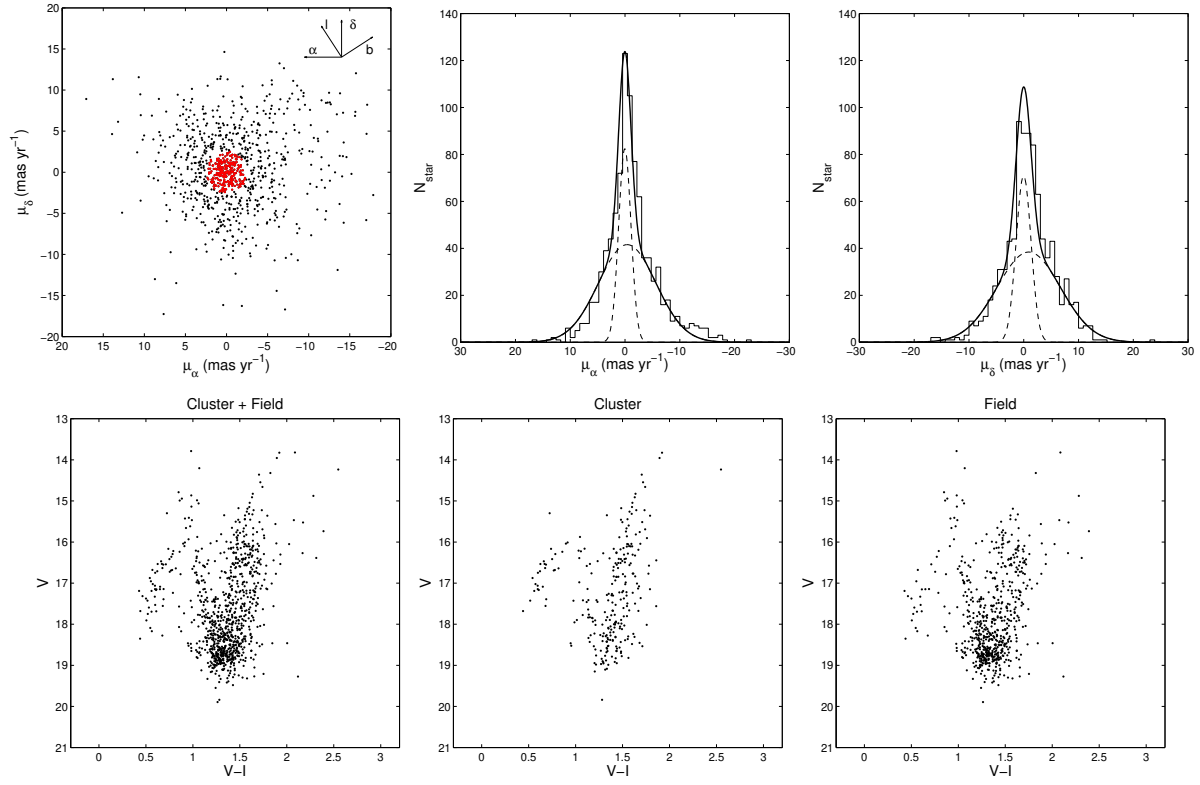 20
15
10
5
0
−5
−10
−15
−20
20 15 10 5 0 −5 −10 −15 −20
μα (mas yr−1)
μδ (mas yr−1)
l δ
α b
140
120
100
80
60
40
20
0
30 20 10 0 −10 −20 −30
μα (mas yr−1)
Nstar
140
120
100
80
60
40
20
0
−30 −20 −10 0 10 20 30
μδ (mas yr−1)
Nstar
Cluster + Field
13
14
15
16
17
18
19
20
21
0 0.5 1 1.5 2 2.5 3
V−I
V
Cluster
13
14
15
16
17
18
19
20
21
0 0.5 1 1.5 2 2.5 3
V−I
V
Field
13
14
15
16
17
18
19
20
21
0 0.5 1 1.5 2 2.5 3
V−I
V